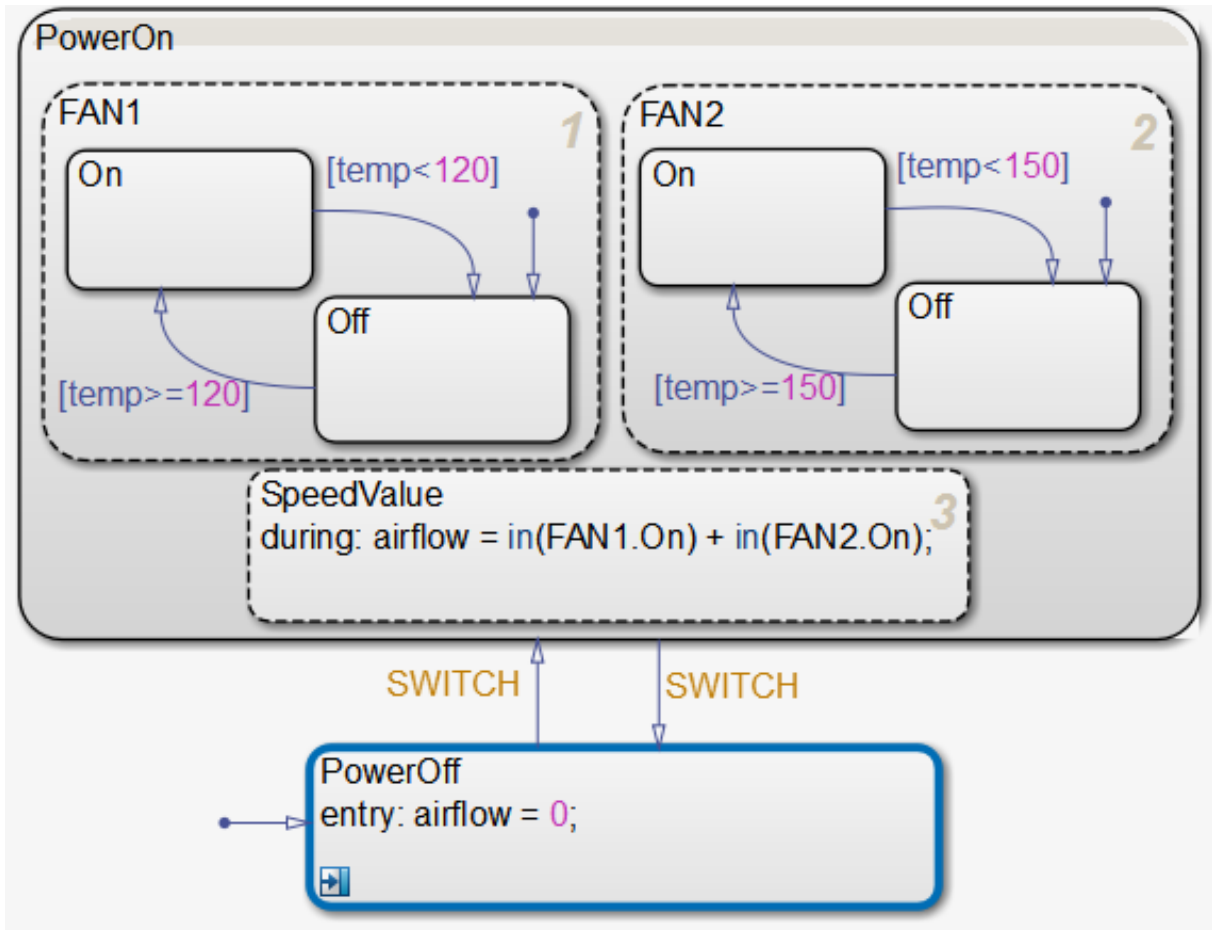 PowerOn
FAN1
1
On
[temp<120]
Off
[temp>=120]
FAN2
2
On
[temp<150]
Off
[temp>=150]
SpeedValue
3
during: airflow = in(FAN1.On) + in(FAN2.On);
SWITCH
SWITCH
PowerOff
entry: airflow = 0;